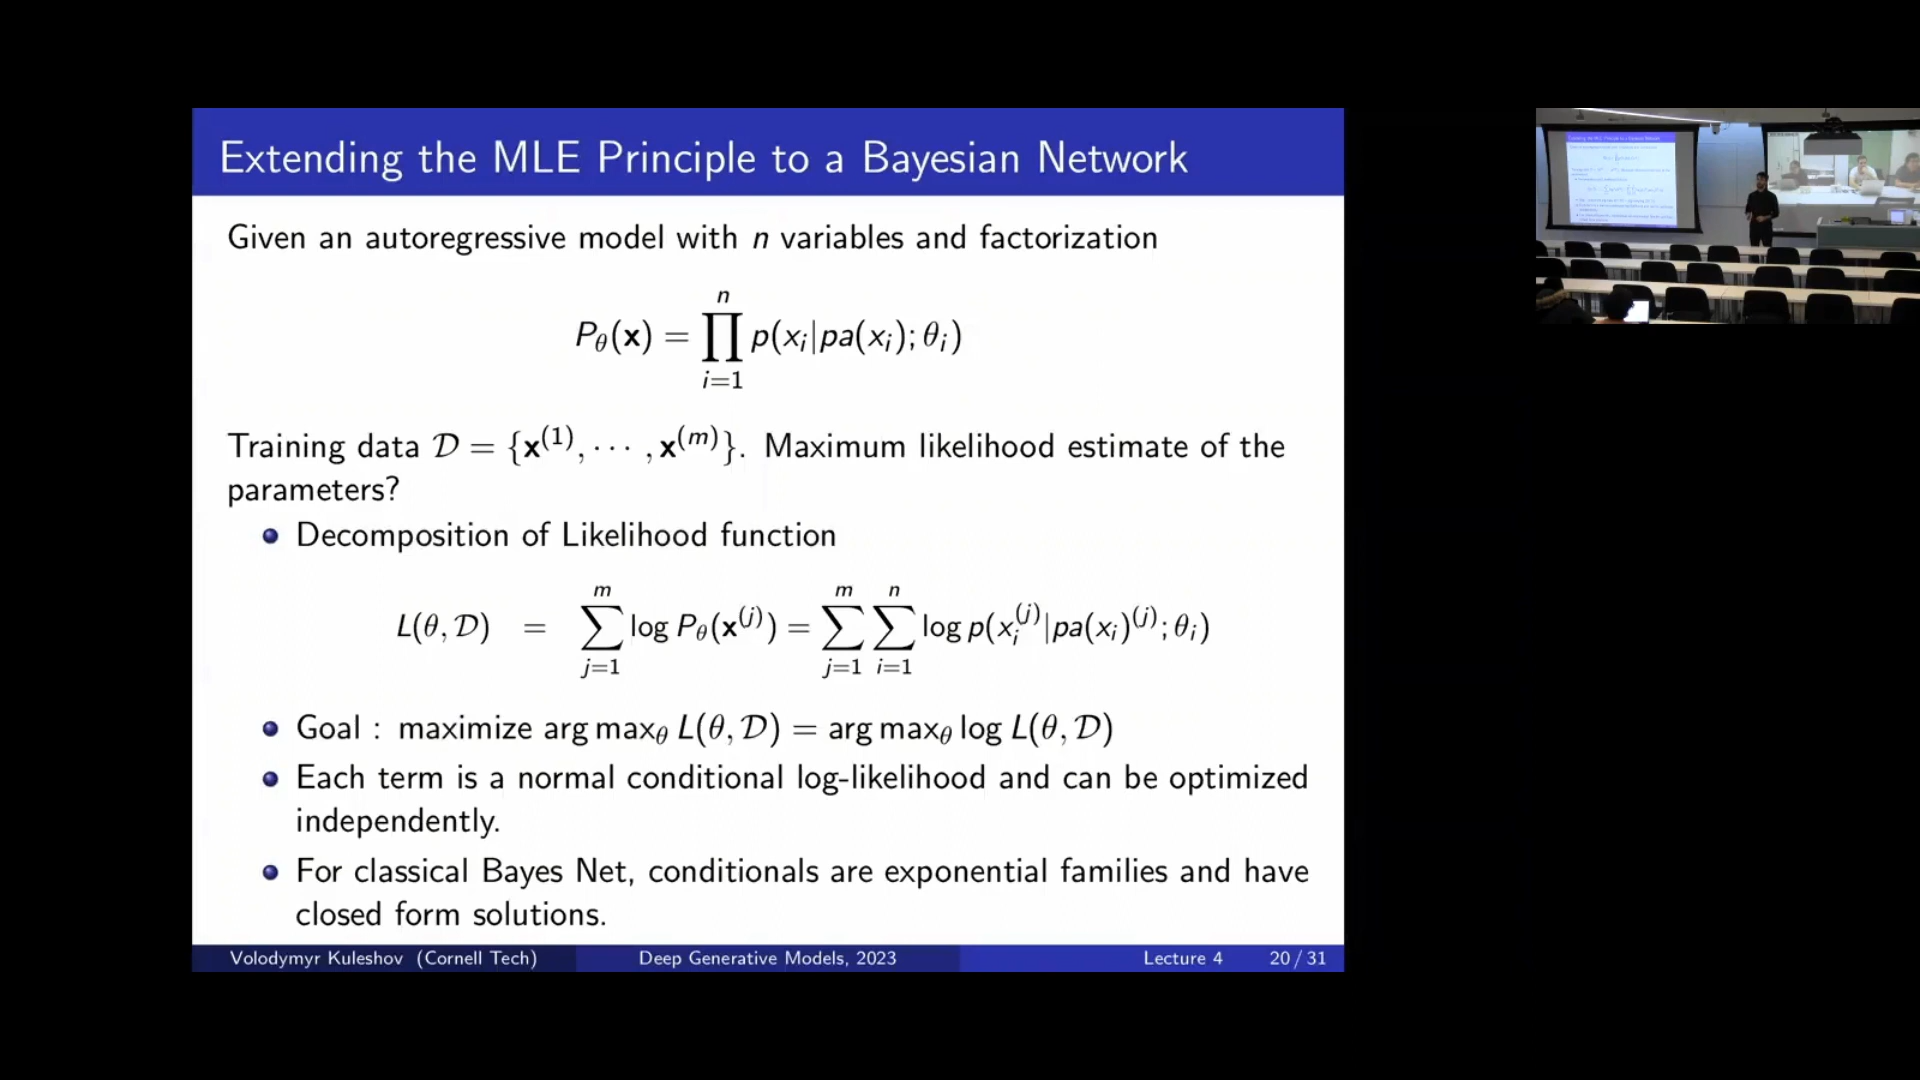 Extending the MLE Principle to a Bayesian Network
Given an autoregressive model with n variables and factorization
P_θ(x) = ∏_{i=1}^{n} p(x_i|pa(x_i); θ_i)
Training data 𝒟 = {x^(1), ⋯ , x^(m)}. Maximum likelihood estimate of the
parameters?
Decomposition of Likelihood function
L(θ, 𝒟) = ∑_{j=1}^{m} log P_θ(x^(j)) = ∑_{j=1}^{m} ∑_{i=1}^{n} log p(x_i^(j)|pa(x_i)^(j); θ_i)
Goal : maximize arg max_θ L(θ, 𝒟) = arg max_θ log L(θ, 𝒟)
Each term is a normal conditional log-likelihood and can be optimized
independently.
For classical Bayes Net, conditionals are exponential families and have
closed form solutions.
Volodymyr Kuleshov (Cornell Tech) Deep Generative Models, 2023 Lecture 4 20 / 31